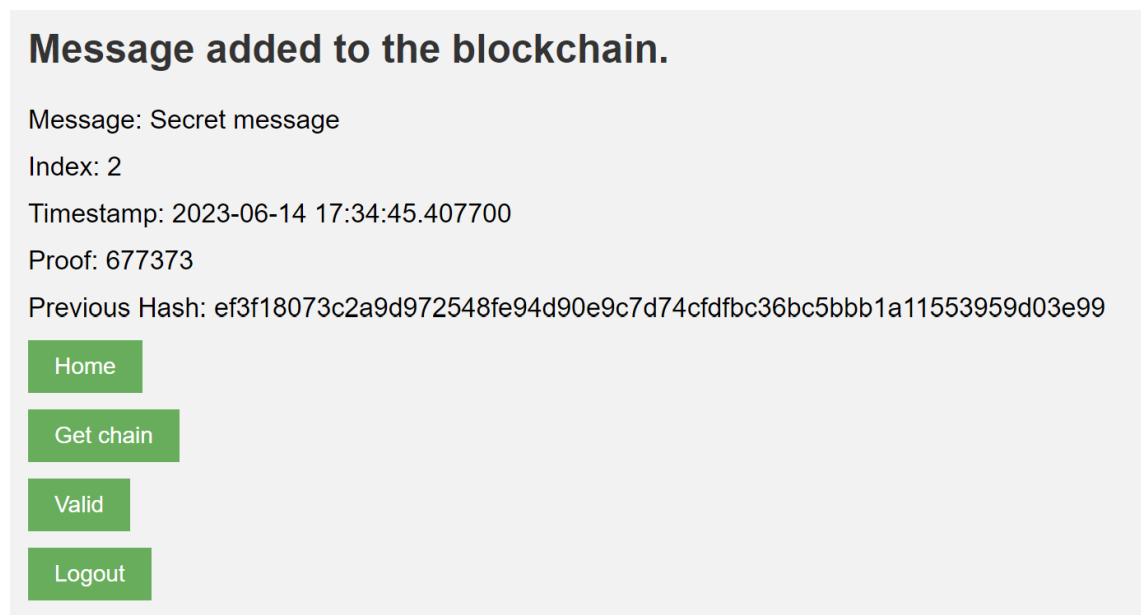 Message added to the blockchain.
Message: Secret message
Index: 2
Timestamp: 2023-06-14 17:34:45.407700
Proof: 677373
Previous Hash: ef3f18073c2a9d972548fe94d90e9c7d74cfdfbc36bc5bbb1a11553959d03e99
Home
Get chain
Valid
Logout